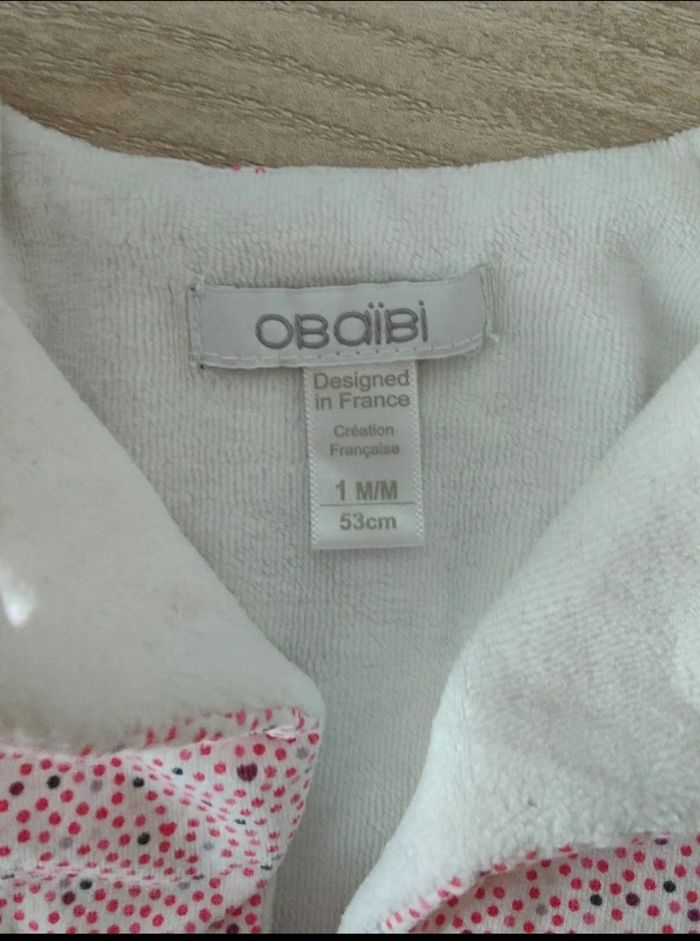 OBaïBi
Designed
in France
Création
Française
1 M/M
53cm